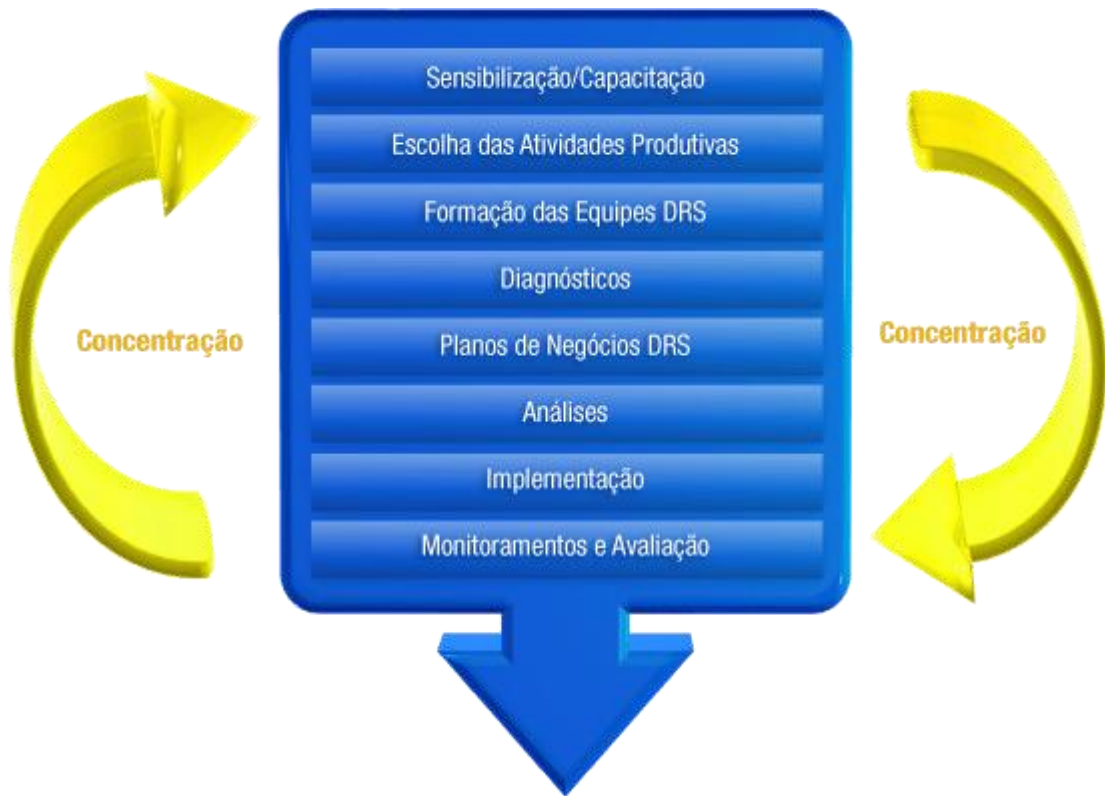 Sensibilização/Capacitação
Escolha das Atividades Produtivas
Formação das Equipes DRS
Diagnósticos
Concentração
Planos de Negócios DRS
Concentração
Análises
Implementação
Monitoramentos e Avaliação